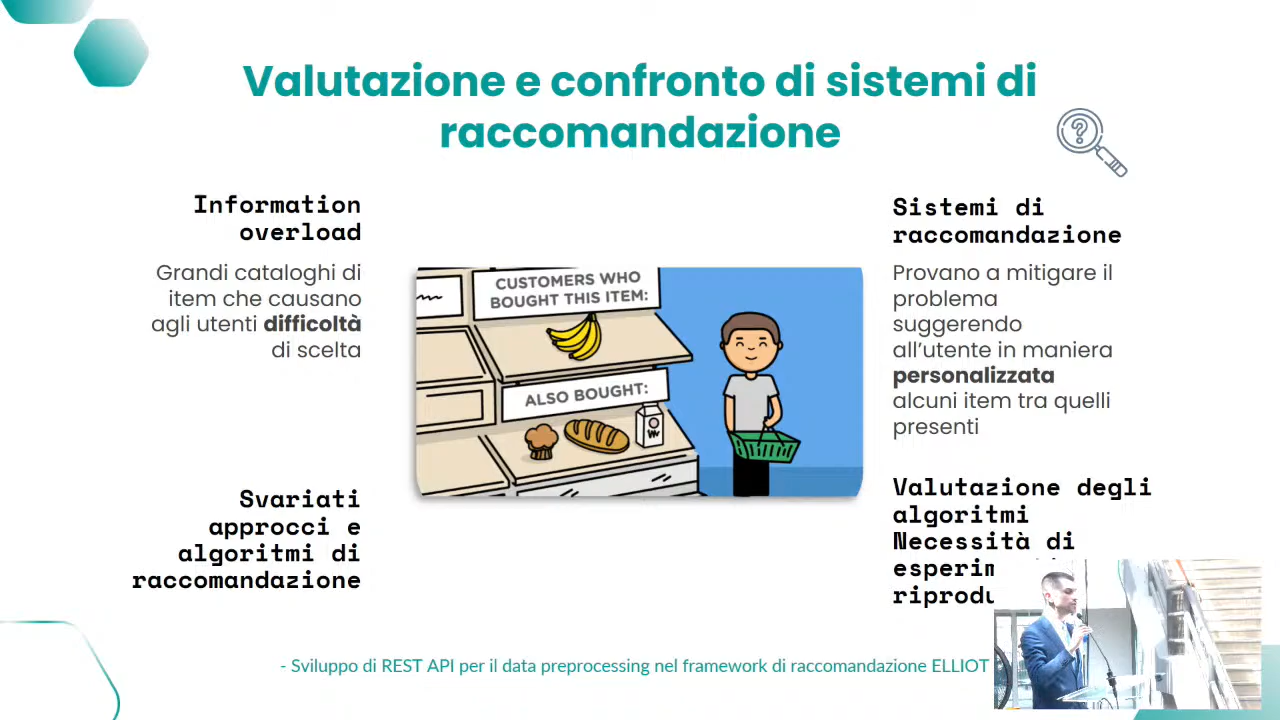 Valutazione e confronto di sistemi di
raccomandazione
Information
overload
Grandi cataloghi di
item che causano
agli utenti difficoltà
di scelta
CUSTOMERS WHO
BOUGHT THIS ITEM:
ALSO BOUGHT:
Sistemi di
raccomandazione
Provano a mitigare il
problema
suggerendo
all'utente in maniera
personalizzata
alcuni item tra quelli
presenti
Svariati
approcci e
algoritmi di
raccomandazione
Valutazione degli
algoritmi
Necessità di
- Sviluppo di REST API per il data preprocessing nel framework di raccomandazione ELLIOT